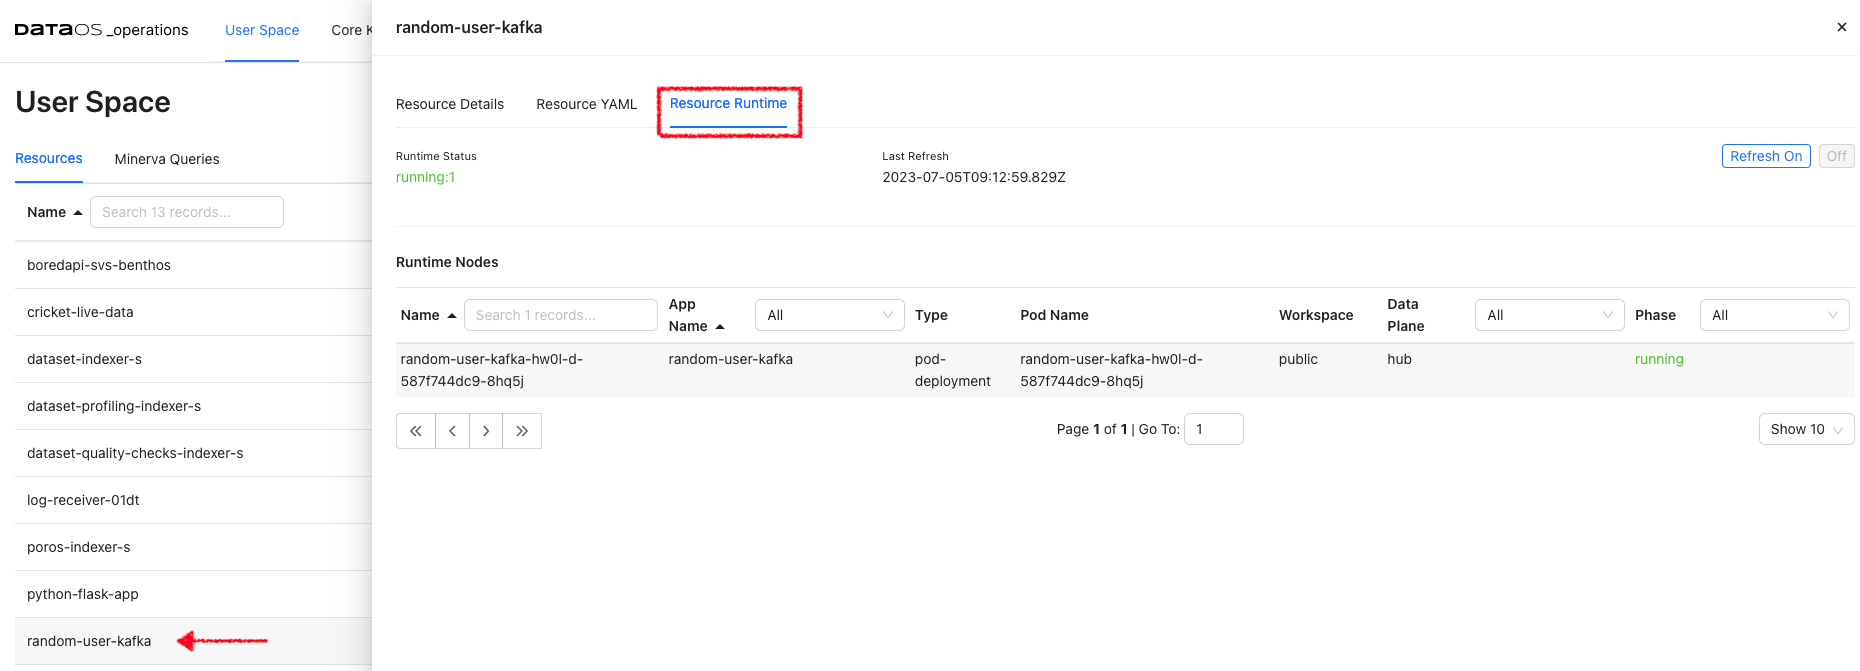 DATAOS _operations
User Space
Core K
User Space
Resources
Minerva Queries
Name
Search 13 records...
boredapi-svs-benthos
cricket-live-data
dataset-indexer-s
dataset-profiling-indexer-s
dataset-quality-checks-indexer-s
log-receiver-01dt
poros-indexer-s
python-flask-app
random-user-kafka
random-user-kafka
Resource Details
Resource YAML
Resource Runtime
Runtime Status
running:1
Last Refresh
2023-07-05T09:12:59.829Z
Refresh On
Off
Runtime Nodes
Name
Search 1 records...
App
Name
All
Type
Pod Name
Workspace
Data
Plane
All
Phase
All
random-user-kafka-hw0l-d-
587f744dc9-8hq5j
random-user-kafka
pod-
deployment
random-user-kafka-hw0l-d-
587f744dc9-8hq5j
public
hub
running
Page 1 of 1 | Go To: 1
Show 10